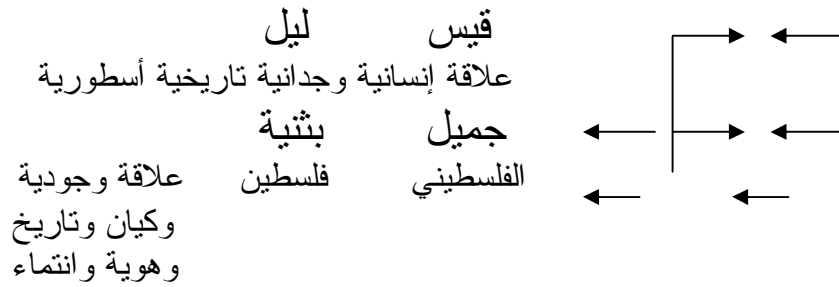 قيس ليل
علاقة إنسانية وجدانية تاريخية أسطورية
جميل بثنية
الفلسطيني فلسطين علاقة وجودية
وكيان وتاريخ
وهوية وانتماء